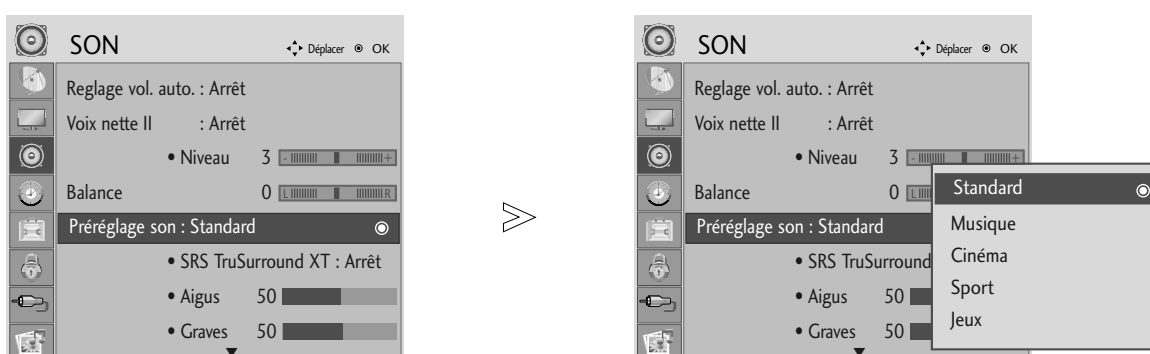 SON Déplacer OK
Reglage vol. auto. : Arrêt
Voix nette II : Arrêt
• Niveau 3 - +
Balance 0 L R
Préréglage son : Standard
• SRS TruSurround XT : Arrêt
• Aigus 50
• Graves 50
SON Déplacer OK
Reglage vol. auto. : Arrêt
Voix nette II : Arrêt
• Niveau 3 - +
Balance 0 L
Préréglage son : Standard
• SRS TruSurround
• Aigus 50
• Graves 50
Standard
Musique
Cinéma
Sport
Jeux